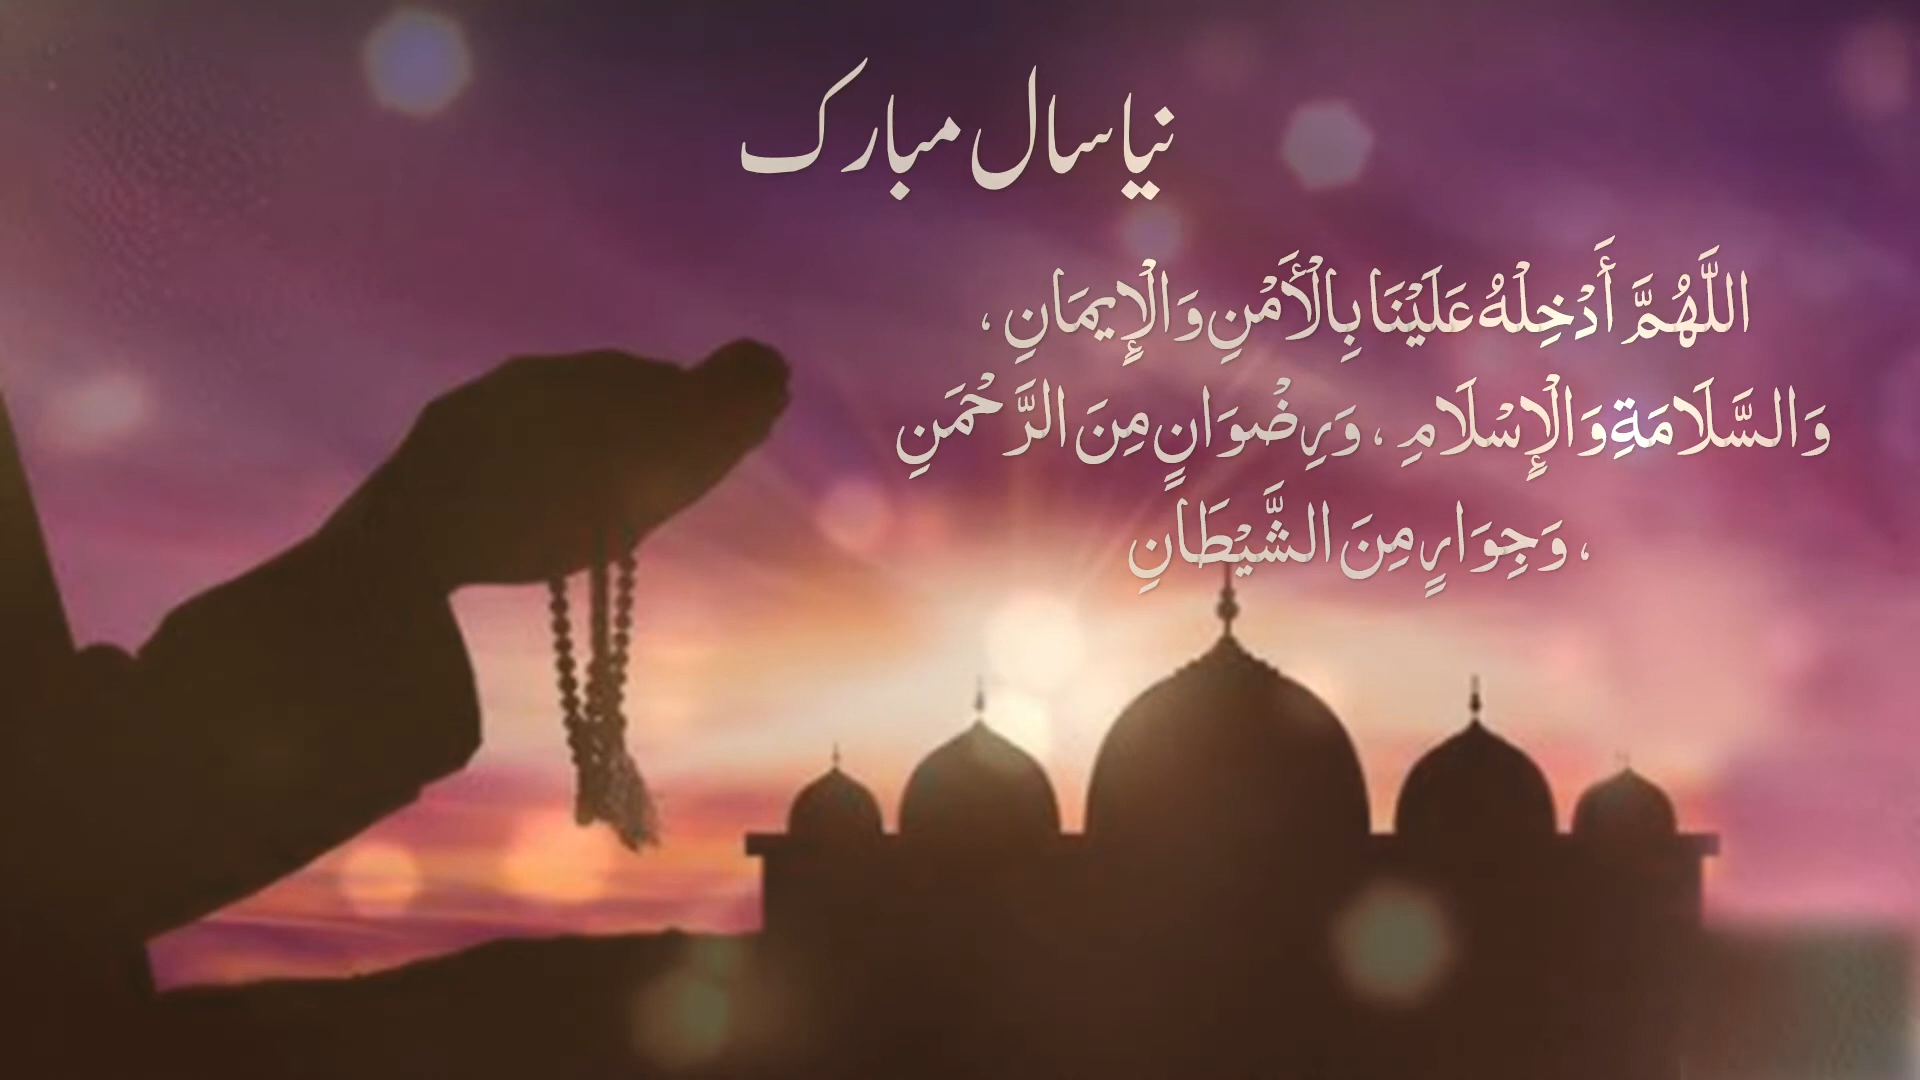 نیا سال مبارک
اللَّهُمَّ أَدْخِلْهُ عَلَيْنَا بِالْأَمْنِ وَالْإِيمَانِ ،
وَالسَّلَامَةِ وَالْإِسْلَامِ ، وَرِضْوَانٍ مِنَ الرَّحْمَنِ
، وَجِوَارٍ مِنَ الشَّيْطَانِ